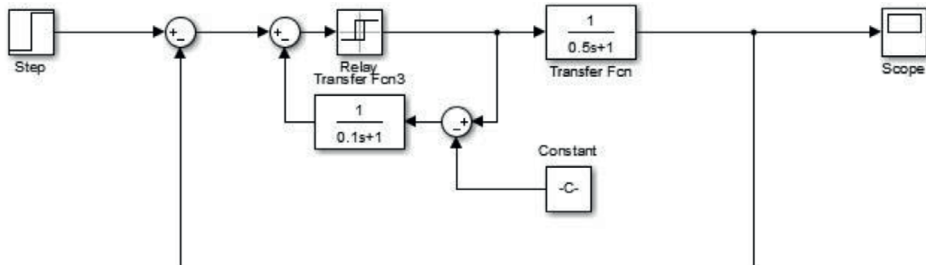 +
-
+
-
1
0.5s+1
Step
Relay
Transfer Fcn
Scope
Transfer Fcn3
1
0.1s+1
-
+
Constant
-C-